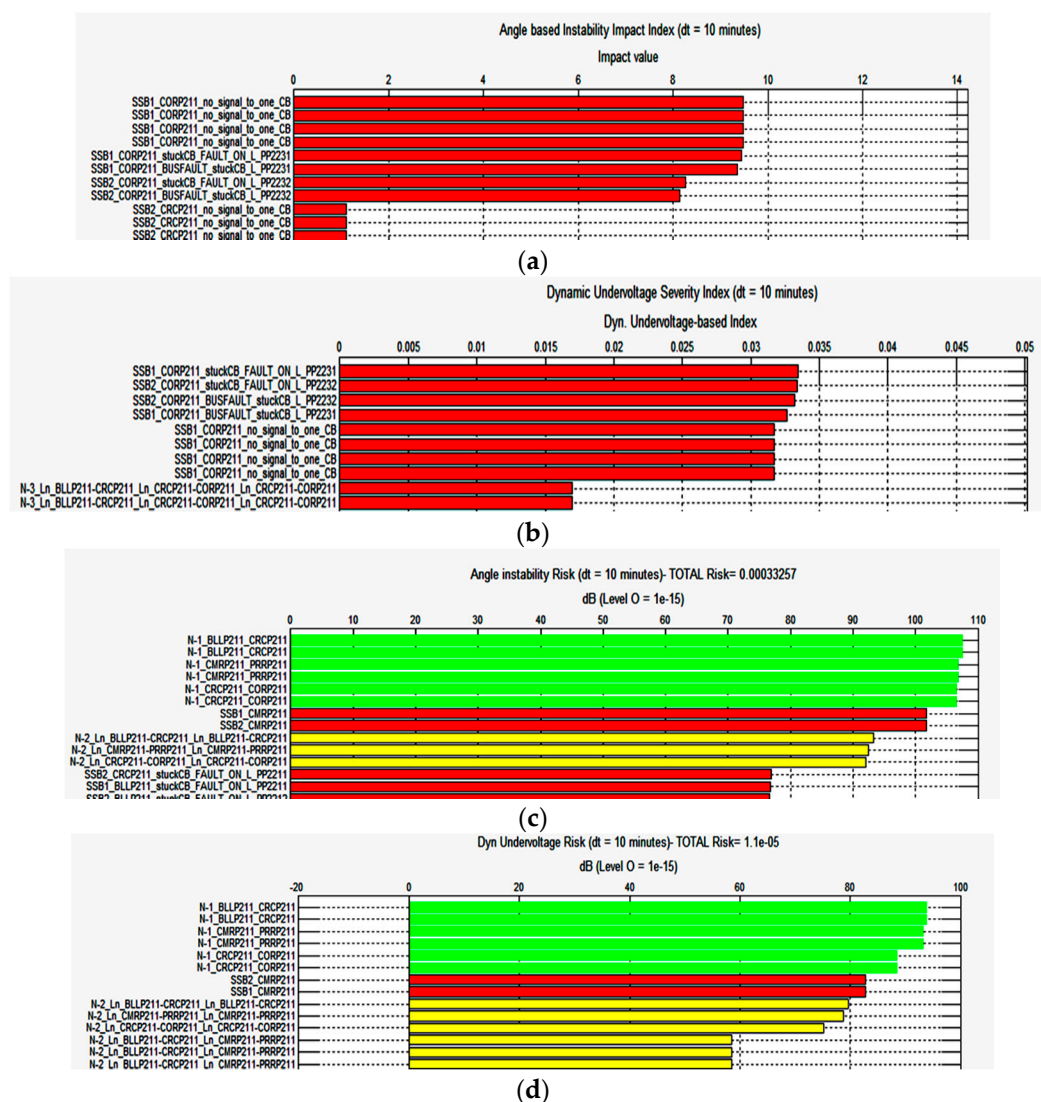 Angle based Instability Impact Index (dt = 10 minutes)
Impact value
0 2 4 6 8 10 12 14
SSB1_CORP211_no_signal_to_one_CB
SSB1_CORP211_no_signal_to_one_CB
SSB1_CORP211_no_signal_to_one_CB
SSB1_CORP211_no_signal_to_one_CB
SSB1_CORP211_stuckCB_FAULT_ON_L_PP2231
SSB1_CORP211_BUSFAULT_stuckCB_L_PP2231
SSB2_CORP211_stuckCB_FAULT_ON_L_PP2232
SSB2_CORP211_BUSFAULT_stuckCB_L_PP2232
SSB2_CRCP211_no_signal_to_one_CB
SSB2_CRCP211_no_signal_to_one_CB
SSB2_CRCP211_no_signal_to_one_CB
(a)
Dynamic Undervoltage Severity Index (dt = 10 minutes)
Dyn. Undervoltage-based Index
0 0.005 0.01 0.015 0.02 0.025 0.03 0.035 0.04 0.045 0.05
SSB1_CORP211_stuckCB_FAULT_ON_L_PP2231
SSB2_CORP211_stuckCB_FAULT_ON_L_PP2232
SSB2_CORP211_BUSFAULT_stuckCB_L_PP2232
SSB1_CORP211_BUSFAULT_stuckCB_L_PP2231
SSB1_CORP211_no_signal_to_one_CB
SSB1_CORP211_no_signal_to_one_CB
SSB1_CORP211_no_signal_to_one_CB
SSB1_CORP211_no_signal_to_one_CB
N-3_Ln_BLLP211-CRCP211_Ln_CRCP211-CORP211_Ln_CRCP211-CORP211
N-3_Ln_BLLP211-CRCP211_Ln_CRCP211-CORP211_Ln_CRCP211-CORP211
(b)
Angle instability Risk (dt = 10 minutes)- TOTAL Risk= 0.00033257
dB (Level O = 1e-15)
0 10 20 30 40 50 60 70 80 90 100 110
N-1_BLLP211_CRCP211
N-1_BLLP211_CRCP211
N-1_CMRP211_PRRP211
N-1_CMRP211_PRRP211
N-1_CRCP211_CORP211
N-1_CRCP211_CORP211
SSB1_CMRP211
SSB2_CMRP211
N-2_Ln_BLLP211-CRCP211_Ln_BLLP211-CRCP211
N-2_Ln_CMRP211-PRRP211_Ln_CMRP211-PRRP211
N-2_Ln_CRCP211-CORP211_Ln_CRCP211-CORP211
SSB2_CRCP211_stuckCB_FAULT_ON_L_PP2211
SSB1_BLLP211_stuckCB_FAULT_ON_L_PP2211
SSB2_BLLP211_stuckCB_FAULT_ON_L_PP2212
(c)
Dyn Undervoltage Risk (dt = 10 minutes)- TOTAL Risk= 1.1e-05
dB (Level O = 1e-15)
-20 0 20 40 60 80 100
N-1_BLLP211_CRCP211
N-1_BLLP211_CRCP211
N-1_CMRP211_PRRP211
N-1_CMRP211_PRRP211
N-1_CRCP211_CORP211
N-1_CRCP211_CORP211
SSB2_CMRP211
SSB1_CMRP211
N-2_Ln_BLLP211-CRCP211_Ln_BLLP211-CRCP211
N-2_Ln_CMRP211-PRRP211_Ln_CMRP211-PRRP211
N-2_Ln_CRCP211-CORP211_Ln_CRCP211-CORP211
N-2_Ln_BLLP211-CRCP211_Ln_CMRP211-PRRP211
N-2_Ln_BLLP211-CRCP211_Ln_CMRP211-PRRP211
N-2_Ln_BLLP211-CRCP211_Ln_CMRP211-PRRP211
(d)